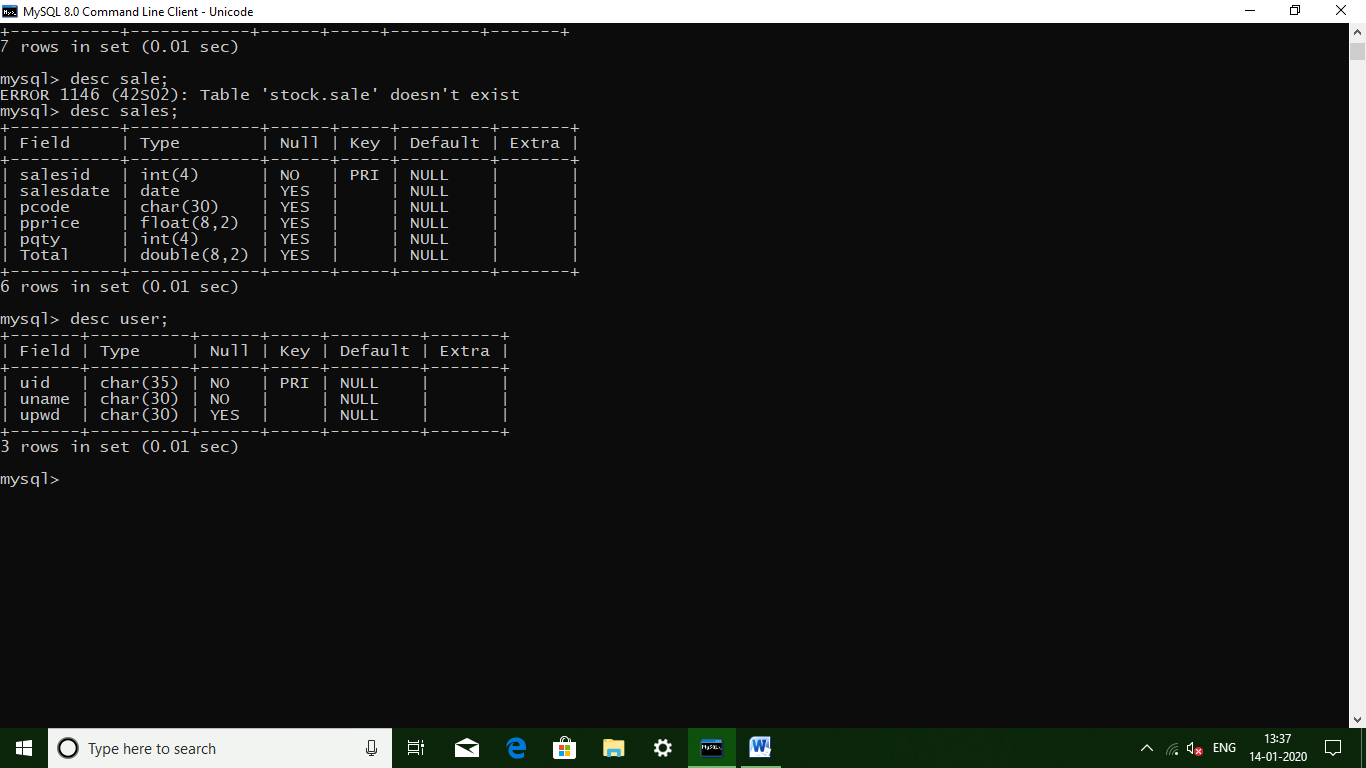 MySQL 8.0 Command Line Client - Unicode
+-----------+------------+------+-----+---------+-------+
7 rows in set (0.01 sec)
mysql> desc sale;
ERROR 1146 (42S02): Table 'stock.sale' doesn't exist
mysql> desc sales;
+-----------+-------------+------+-----+---------+-------+
| Field     | Type        | Null | Key | Default | Extra |
+-----------+-------------+------+-----+---------+-------+
| salesid   | int(4)      | NO   | PRI | NULL    |       |
| salesdate | date        | YES  |     | NULL    |       |
| pcode     | char(30)    | YES  |     | NULL    |       |
| pprice    | float(8,2)  | YES  |     | NULL    |       |
| pqty      | int(4)      | YES  |     | NULL    |       |
| Total     | double(8,2) | YES  |     | NULL    |       |
+-----------+-------------+------+-----+---------+-------+
6 rows in set (0.01 sec)
mysql> desc user;
+-------+----------+------+-----+---------+-------+
| Field | Type     | Null | Key | Default | Extra |
+-------+----------+------+-----+---------+-------+
| uid   | char(35) | NO   | PRI | NULL    |       |
| uname | char(30) | NO   |     | NULL    |       |
| upwd  | char(30) | YES  |     | NULL    |       |
+-------+----------+------+-----+---------+-------+
3 rows in set (0.01 sec)
mysql>
Type here to search
ENG
13:37
14-01-2020